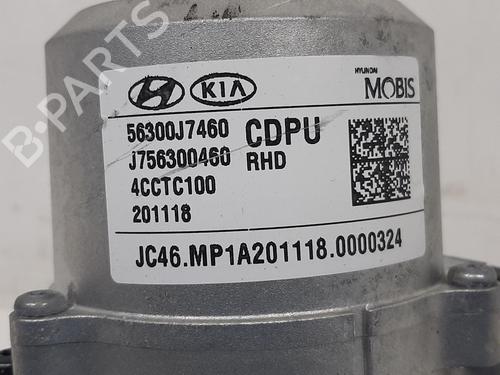 B-PARTS
KIA
HYUNDAI
MOBIS
56300J7460
CDPU
J756300460
RHD
4CCTC100
201118
JC46.MP1A201118.0000324